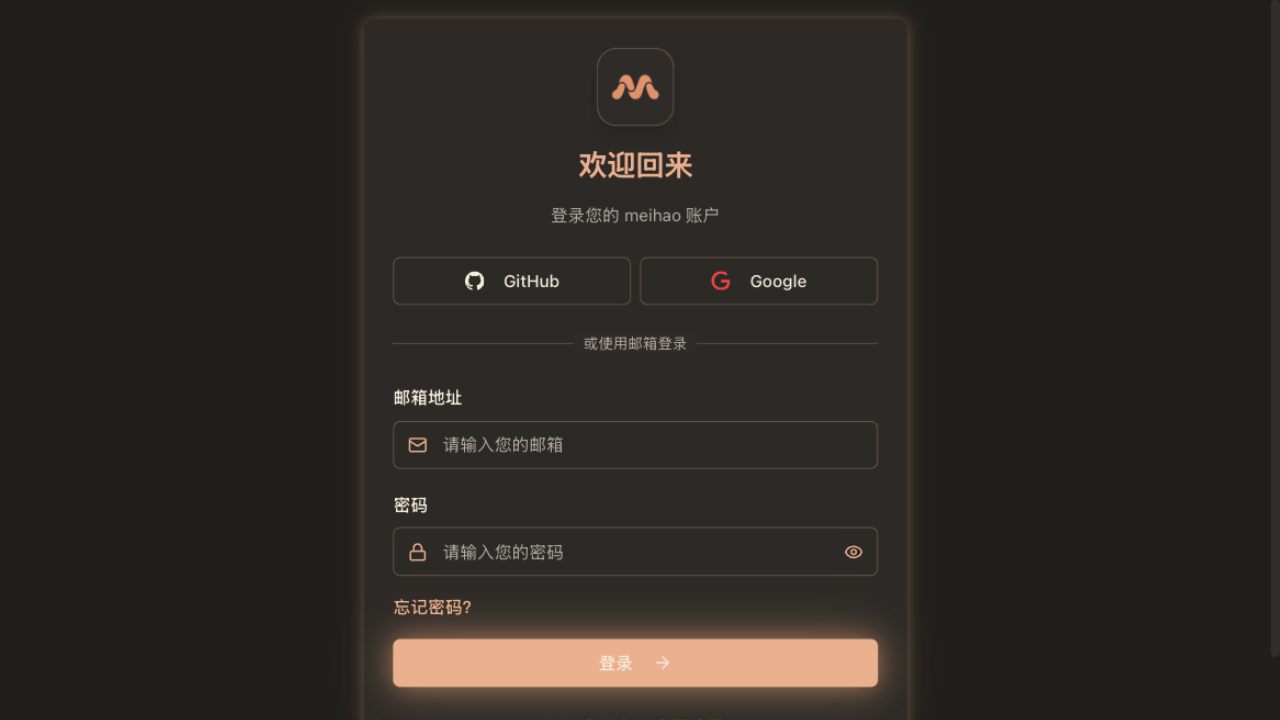 欢迎回来
登录您的 meihao 账户
GitHub
Google
或使用邮箱登录
邮箱地址
请输入您的邮箱
密码
请输入您的密码
忘记密码?
登录 →